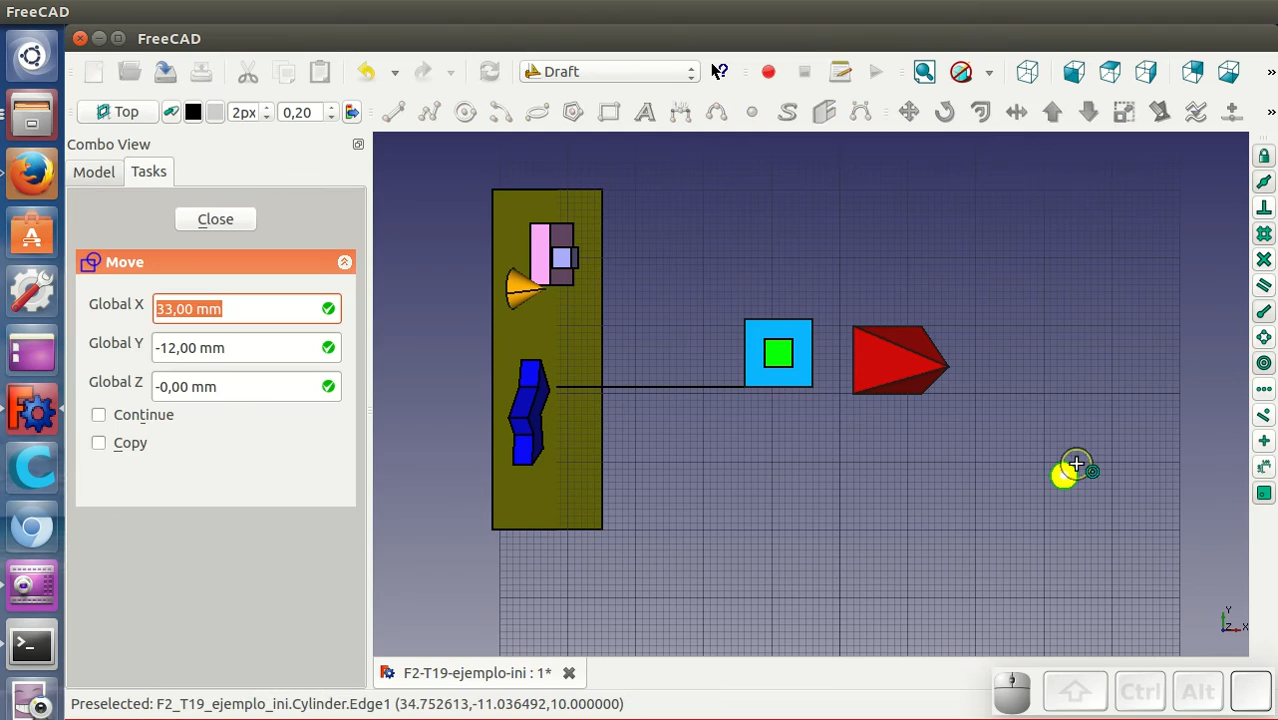 FreeCAD
FreeCAD
Draft
Top
2px
0,20
Combo View
Model
Tasks
Close
Move
Global X
33,00 mm
Global Y
-12,00 mm
Global Z
-0,00 mm
Continue
Copy
Y
Z
X
F2-T19-ejemplo-ini : 1*
Ctrl
Alt
Preselected: F2_T19_ejemplo_ini.Cylinder.Edge1 (34.752613,-11.036492,10.000000)